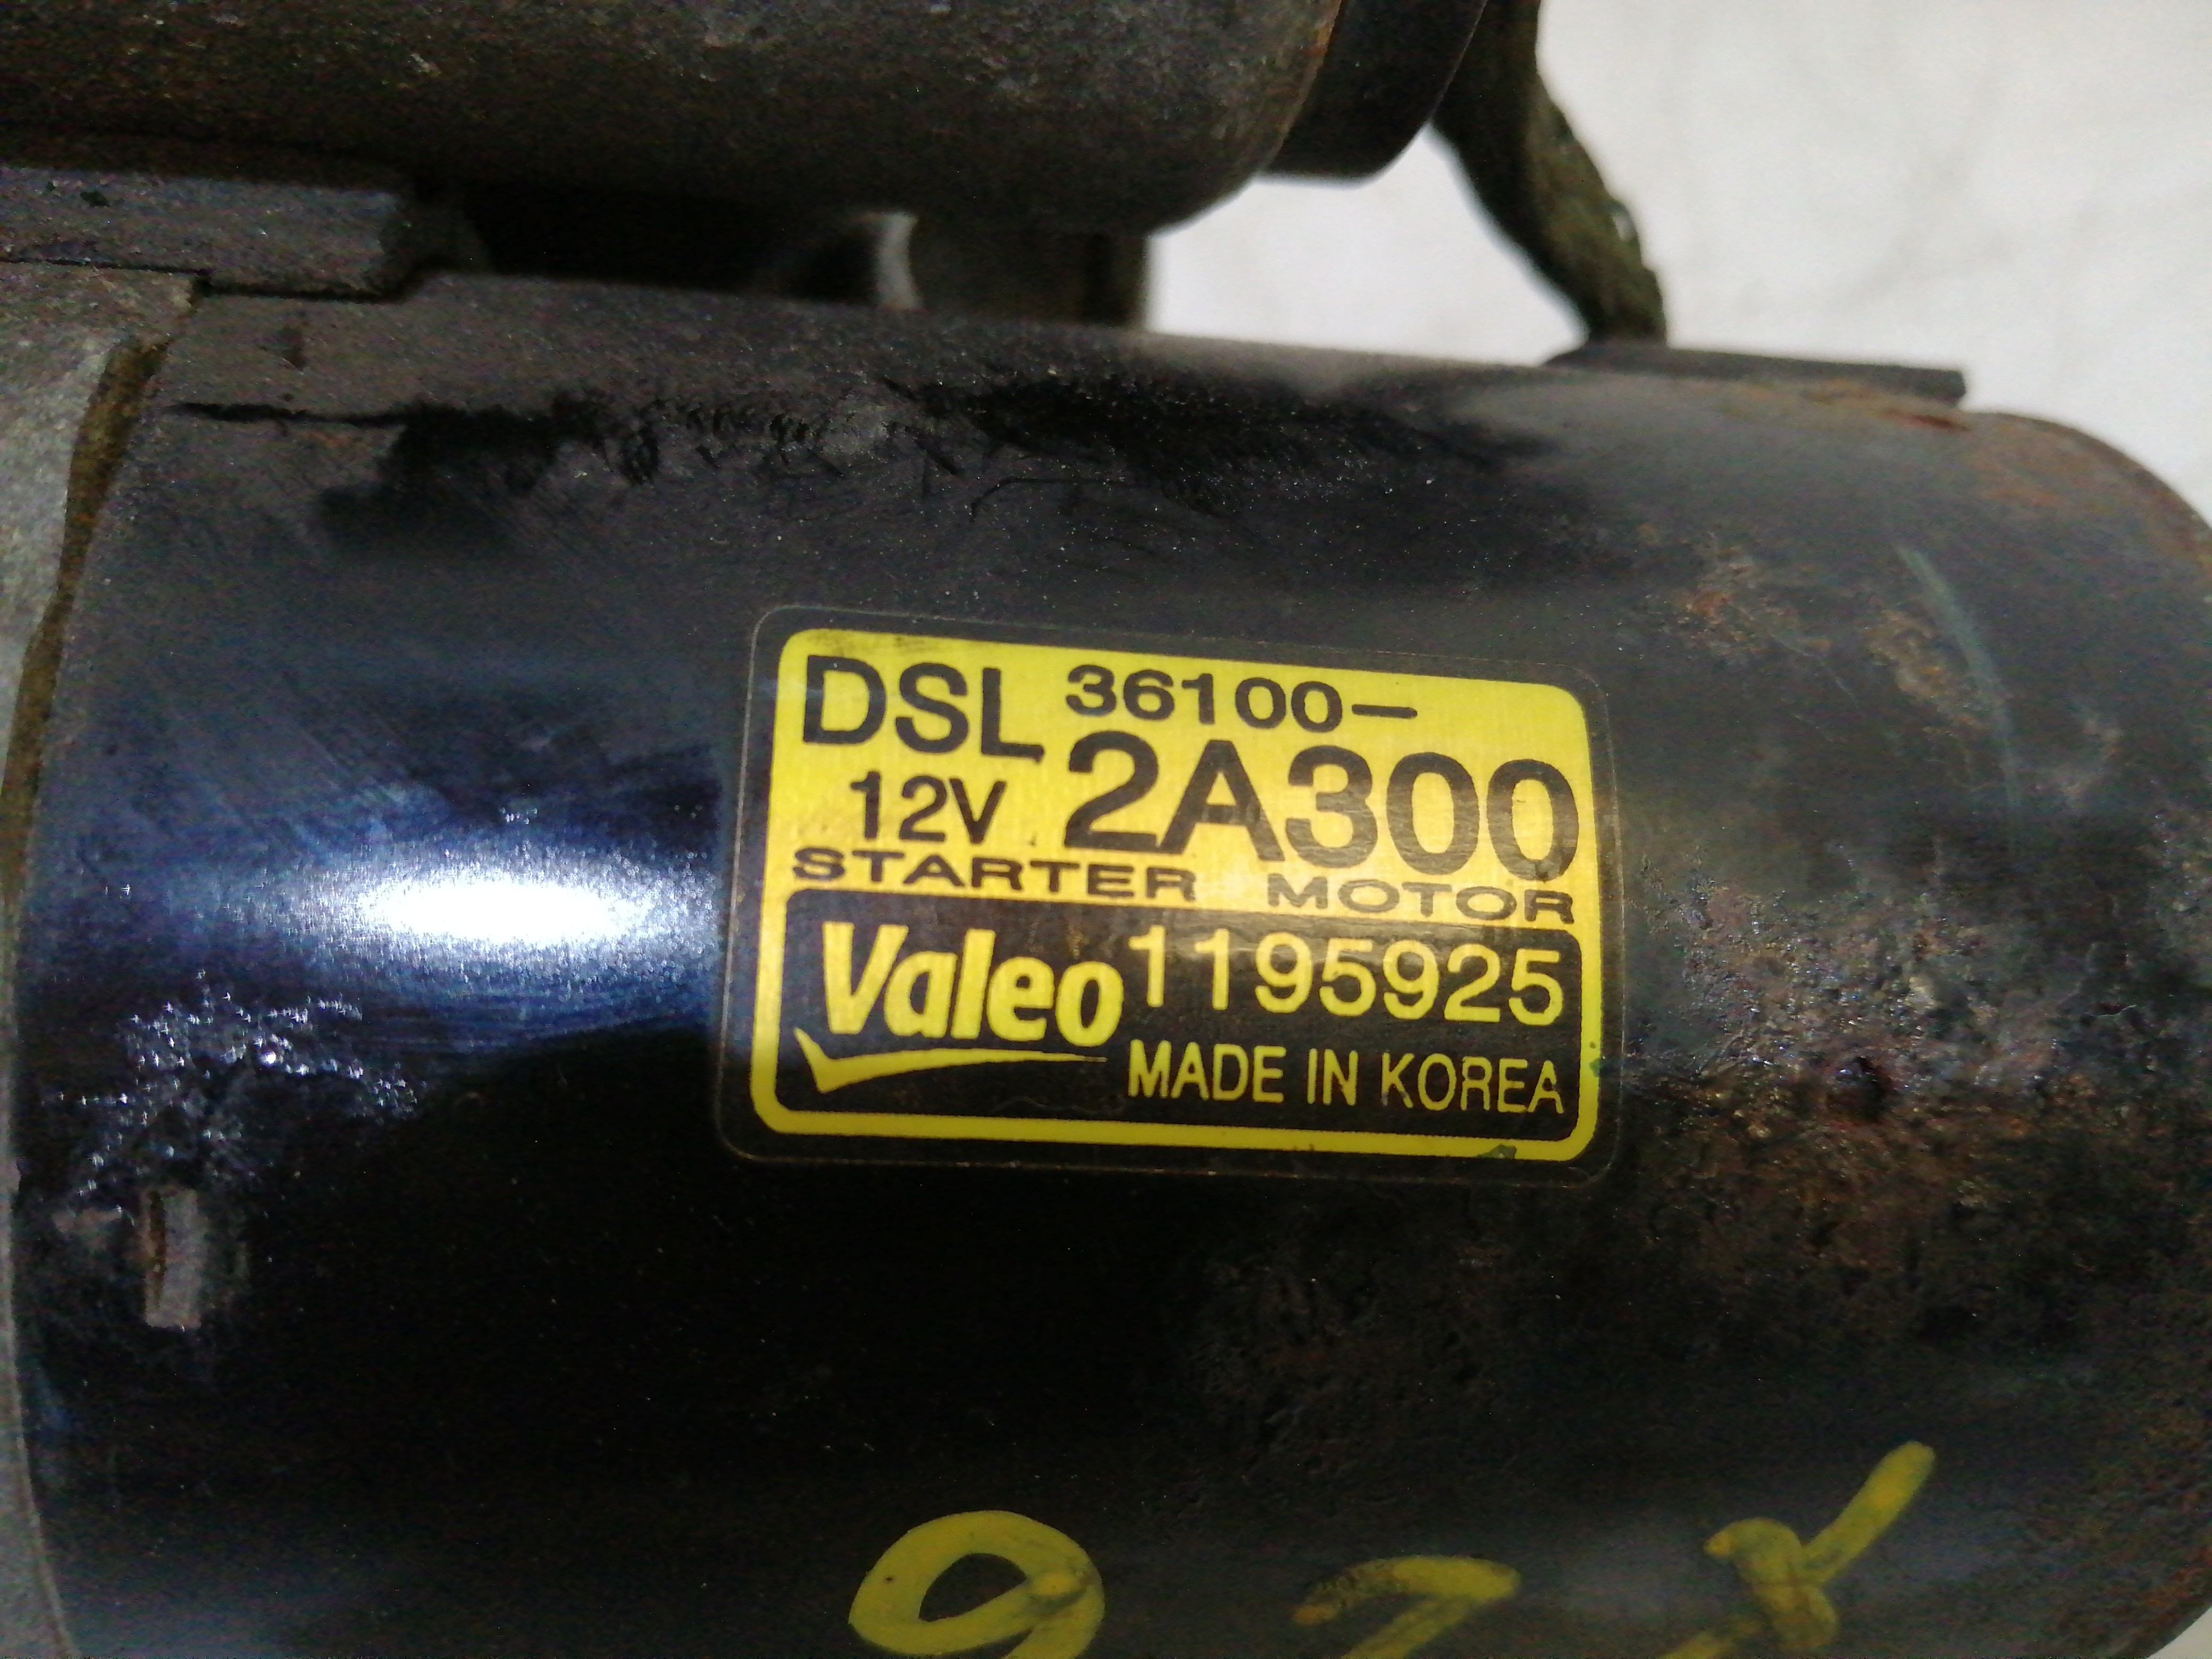 DSL 36100-
12V 2A300
STARTER MOTOR
Valeo 1195925
MADE IN KOREA